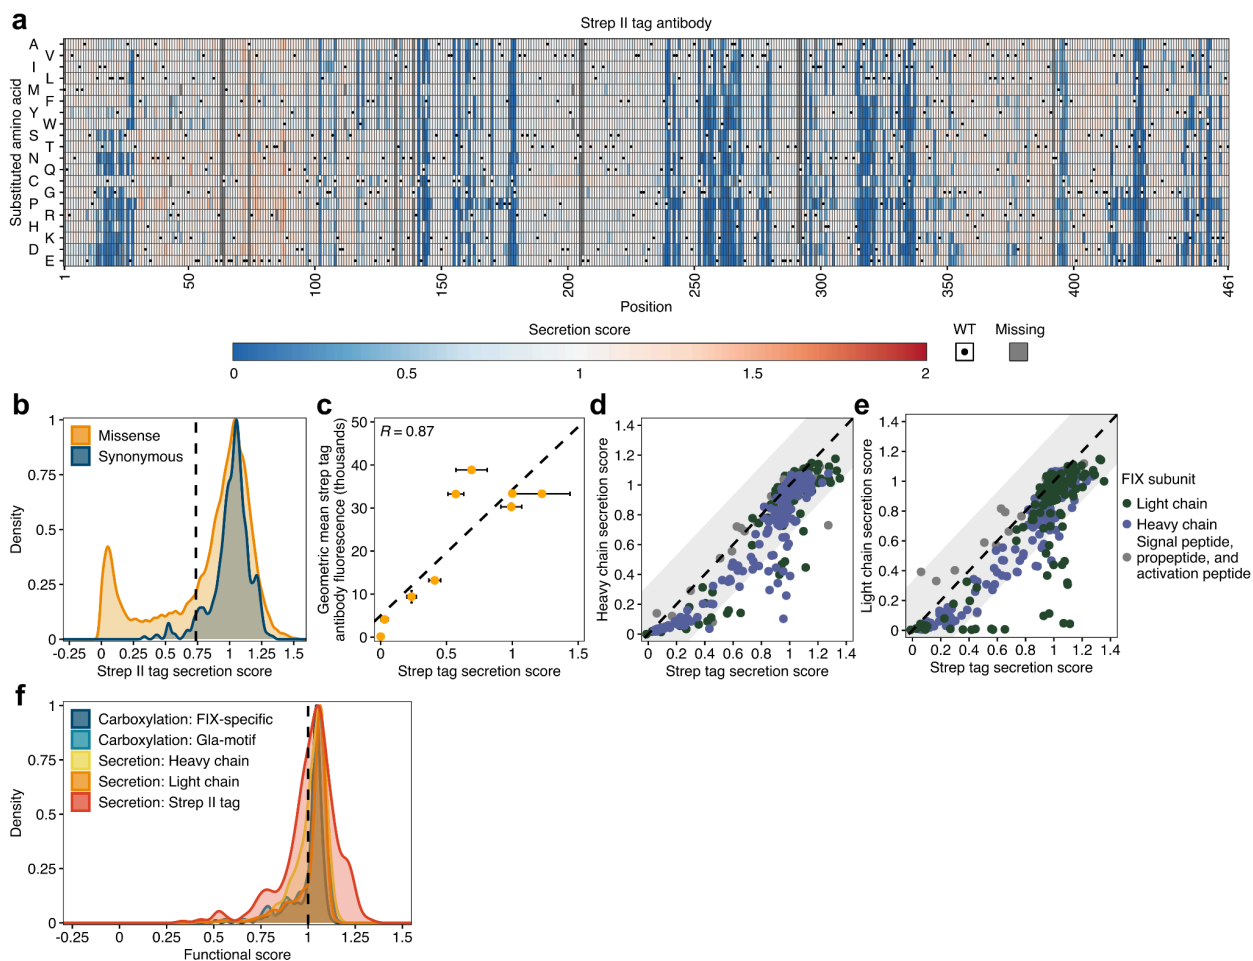 a
Strep II tag antibody
Substituted amino acid
A
V
I
L
M
F
Y
W
S
T
N
Q
C
G
P
R
H
K
D
E
1 50 100 150 200 250 300 350 400 461
Position
Secretion score
0 0.5 1 1.5 2
WT
Missing
b
Density
1
0.75
0.5
0.25
0
Missense
Synonymous
-0.25 0 0.25 0.5 0.75 1 1.25 1.5
Strep II tag secretion score
c
Geometric mean strep tag
antibody fluorescence (thousands)
50
40
30
20
10
0
R = 0.87
0 0.5 1 1.5
Strep tag secretion score
d
Heavy chain secretion score
1.4
1.2
1
0.8
0.6
0.4
0.2
0
0 0.2 0.4 0.6 0.8 1 1.2 1.4
Strep tag secretion score
e
Light chain secretion score
1.4
1.2
1
0.8
0.6
0.4
0.2
0
0 0.2 0.4 0.6 0.8 1 1.2 1.4
Strep tag secretion score
FIX subunit
Light chain
Heavy chain
Signal peptide,
propeptide, and
activation peptide
f
Density
1
0.75
0.5
0.25
0
Carboxylation: FIX-specific
Carboxylation: Gla-motif
Secretion: Heavy chain
Secretion: Light chain
Secretion: Strep II tag
-0.25 0 0.25 0.5 0.75 1 1.25 1.5
Functional score